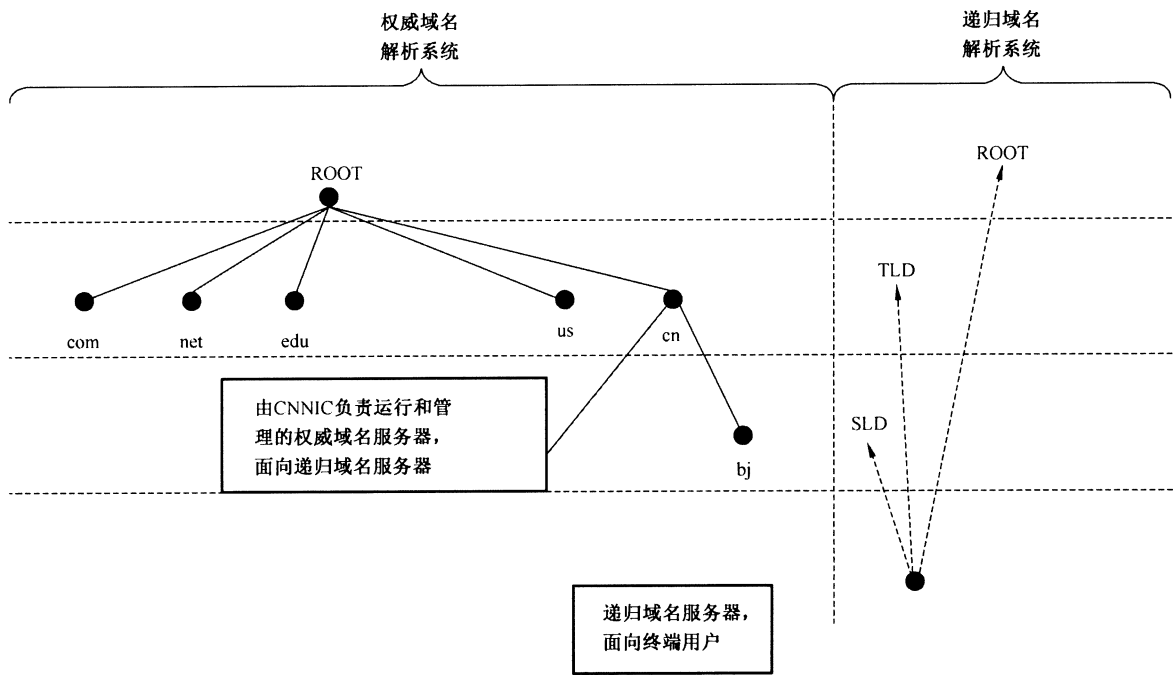 权威域名
解析系统
递归域名
解析系统
ROOT
ROOT
TLD
com
net
edu
us
cn
由CNNIC负责运行和管
理的权威域名服务器，
面向递归域名服务器
SLD
bj
递归域名服务器，
面向终端用户